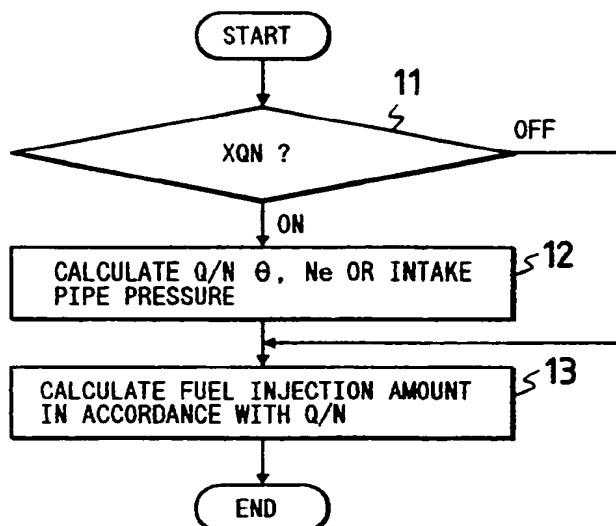 START
11
XQN ?
OFF
ON
CALCULATE Q/N θ, Ne OR INTAKE
PIPE PRESSURE
12
CALCULATE FUEL INJECTION AMOUNT
IN ACCORDANCE WITH Q/N
13
END